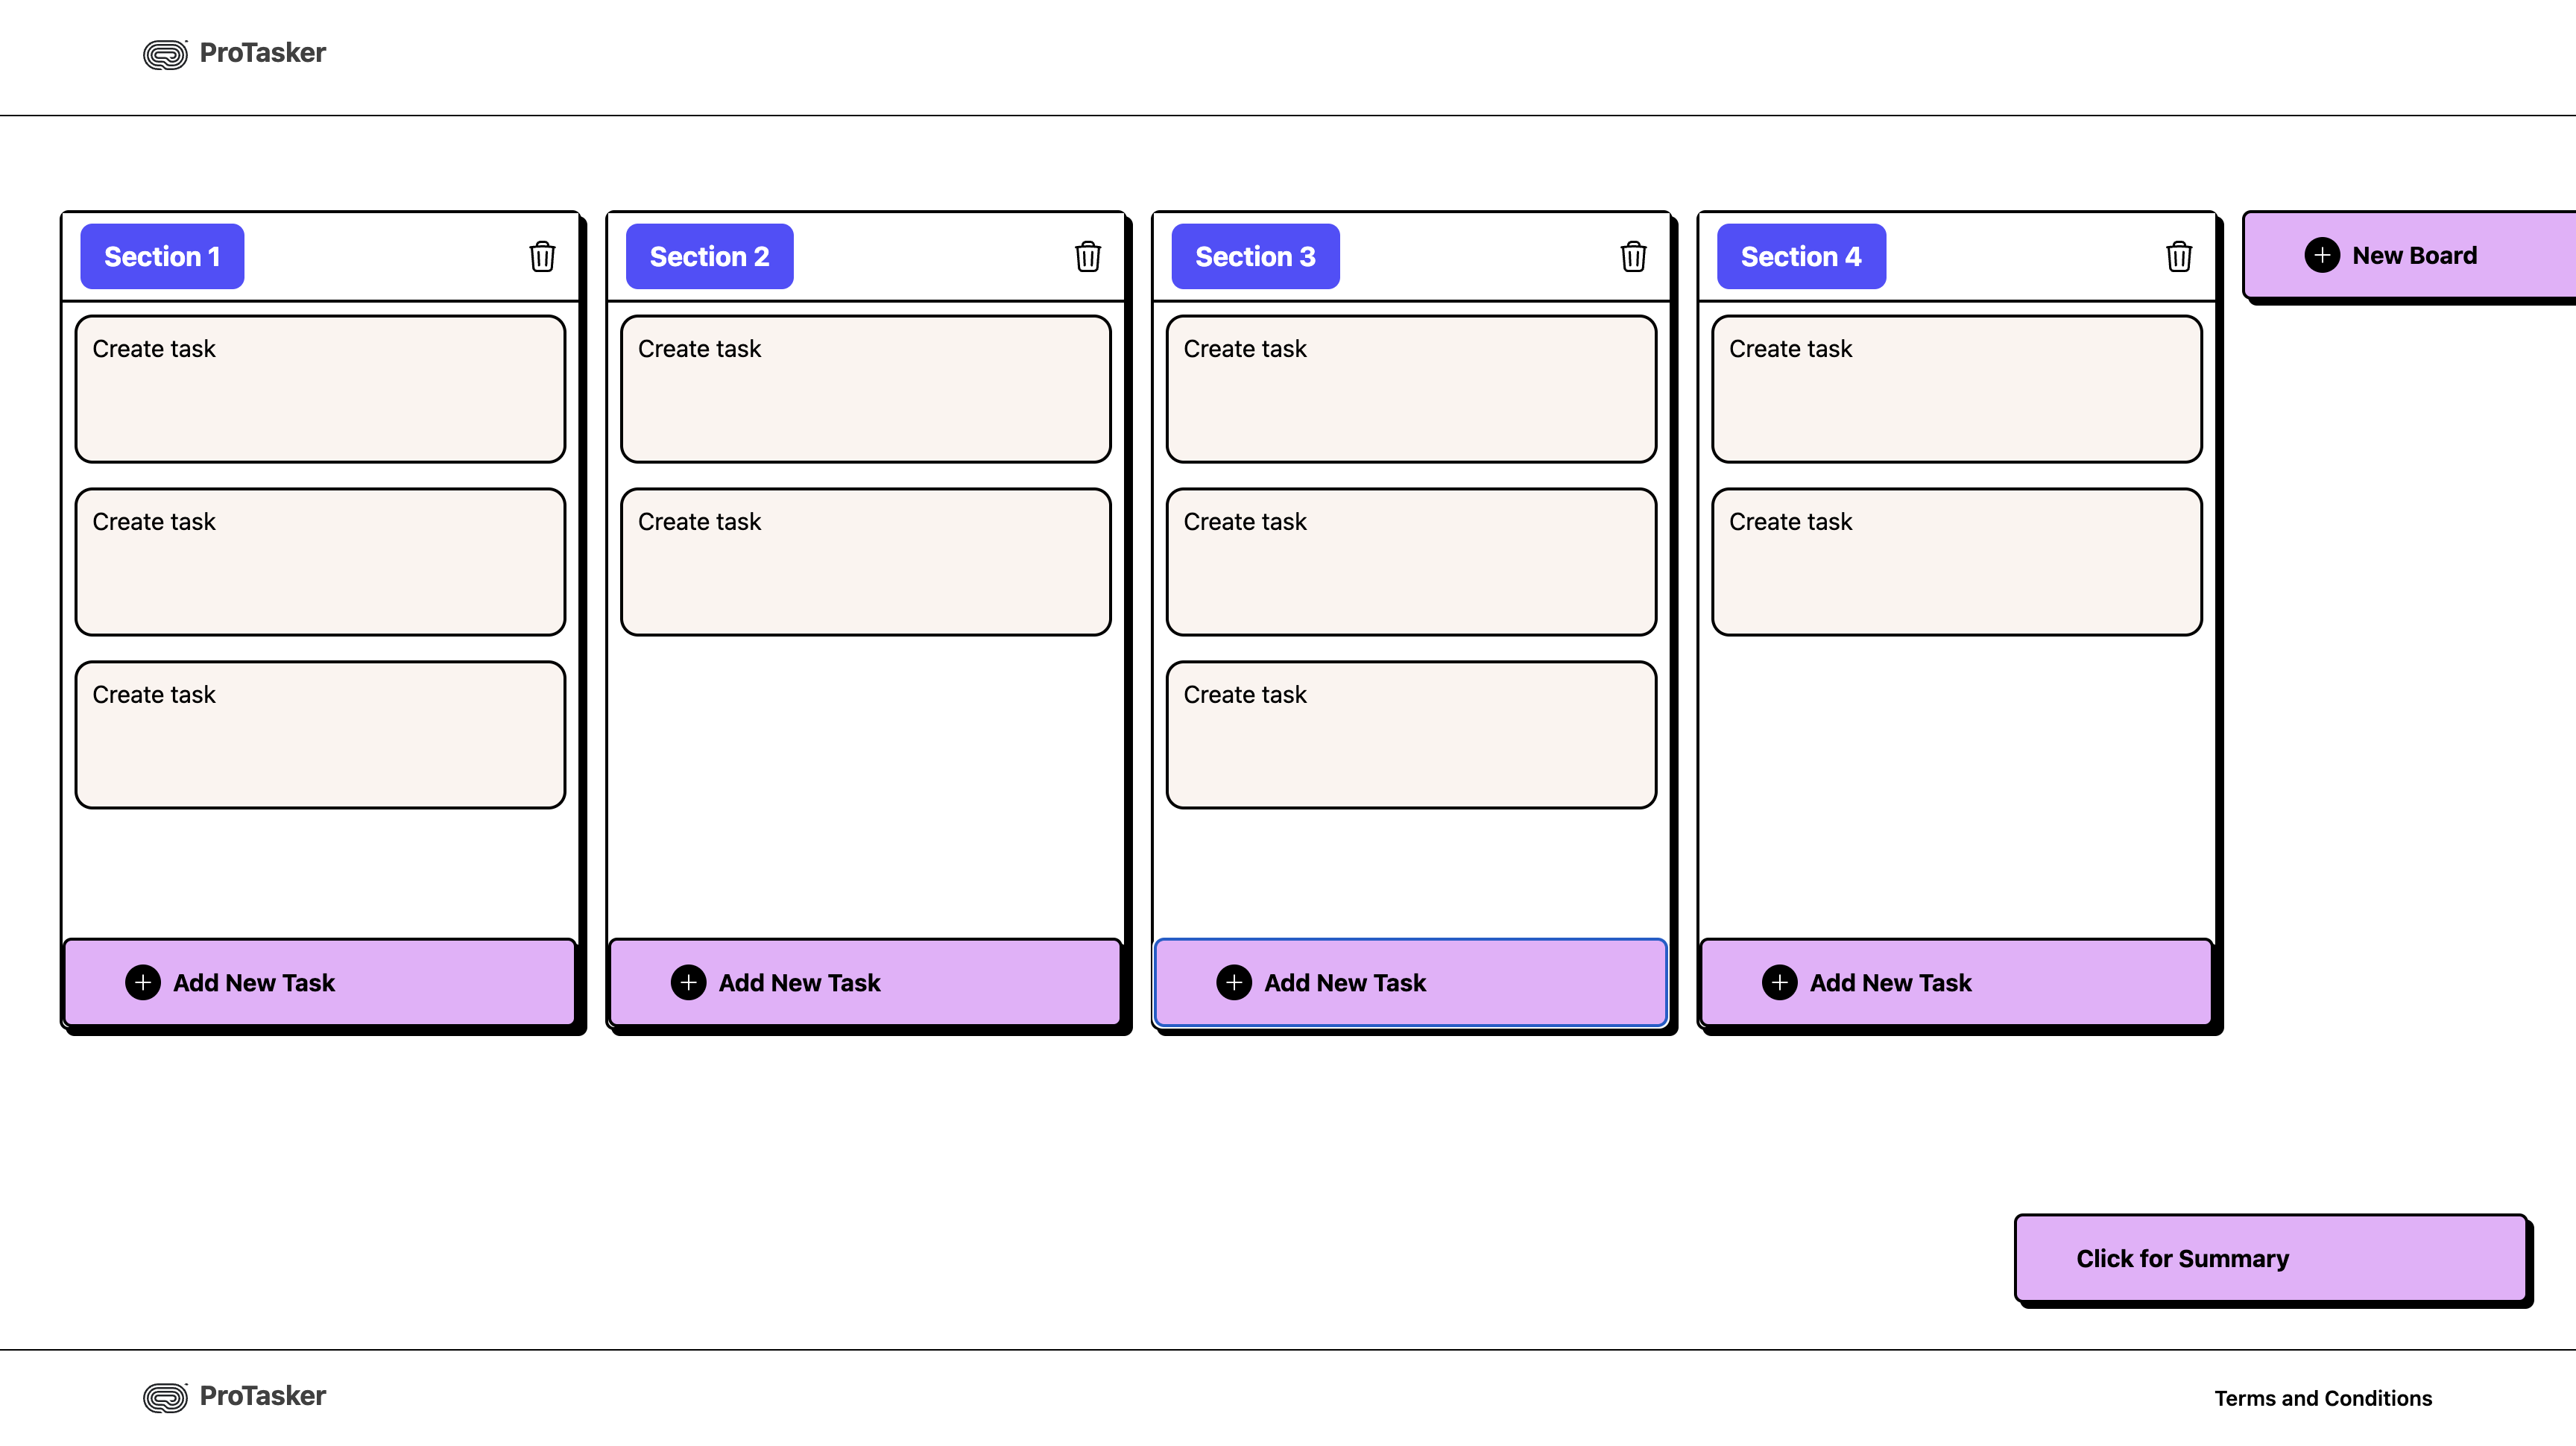 ProTasker
Section 1
Create task
Create task
Create task
Add New Task
Section 2
Create task
Create task
Add New Task
Section 3
Create task
Create task
Create task
Add New Task
Section 4
Create task
Create task
Add New Task
New Board
Click for Summary
ProTasker
Terms and Conditions